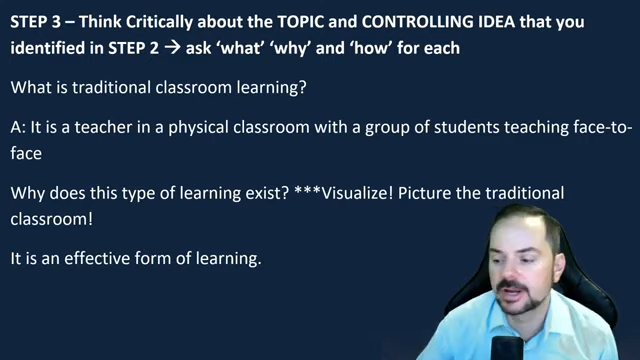 STEP 3 – Think Critically about the TOPIC and CONTROLLING IDEA that you
identified in STEP 2 → ask ‘what’ ‘why’ and ‘how’ for each
What is traditional classroom learning?
A: It is a teacher in a physical classroom with a group of students teaching face-to-
face
Why does this type of learning exist? ***Visualize! Picture the traditional
classroom!
It is an effective form of learning.